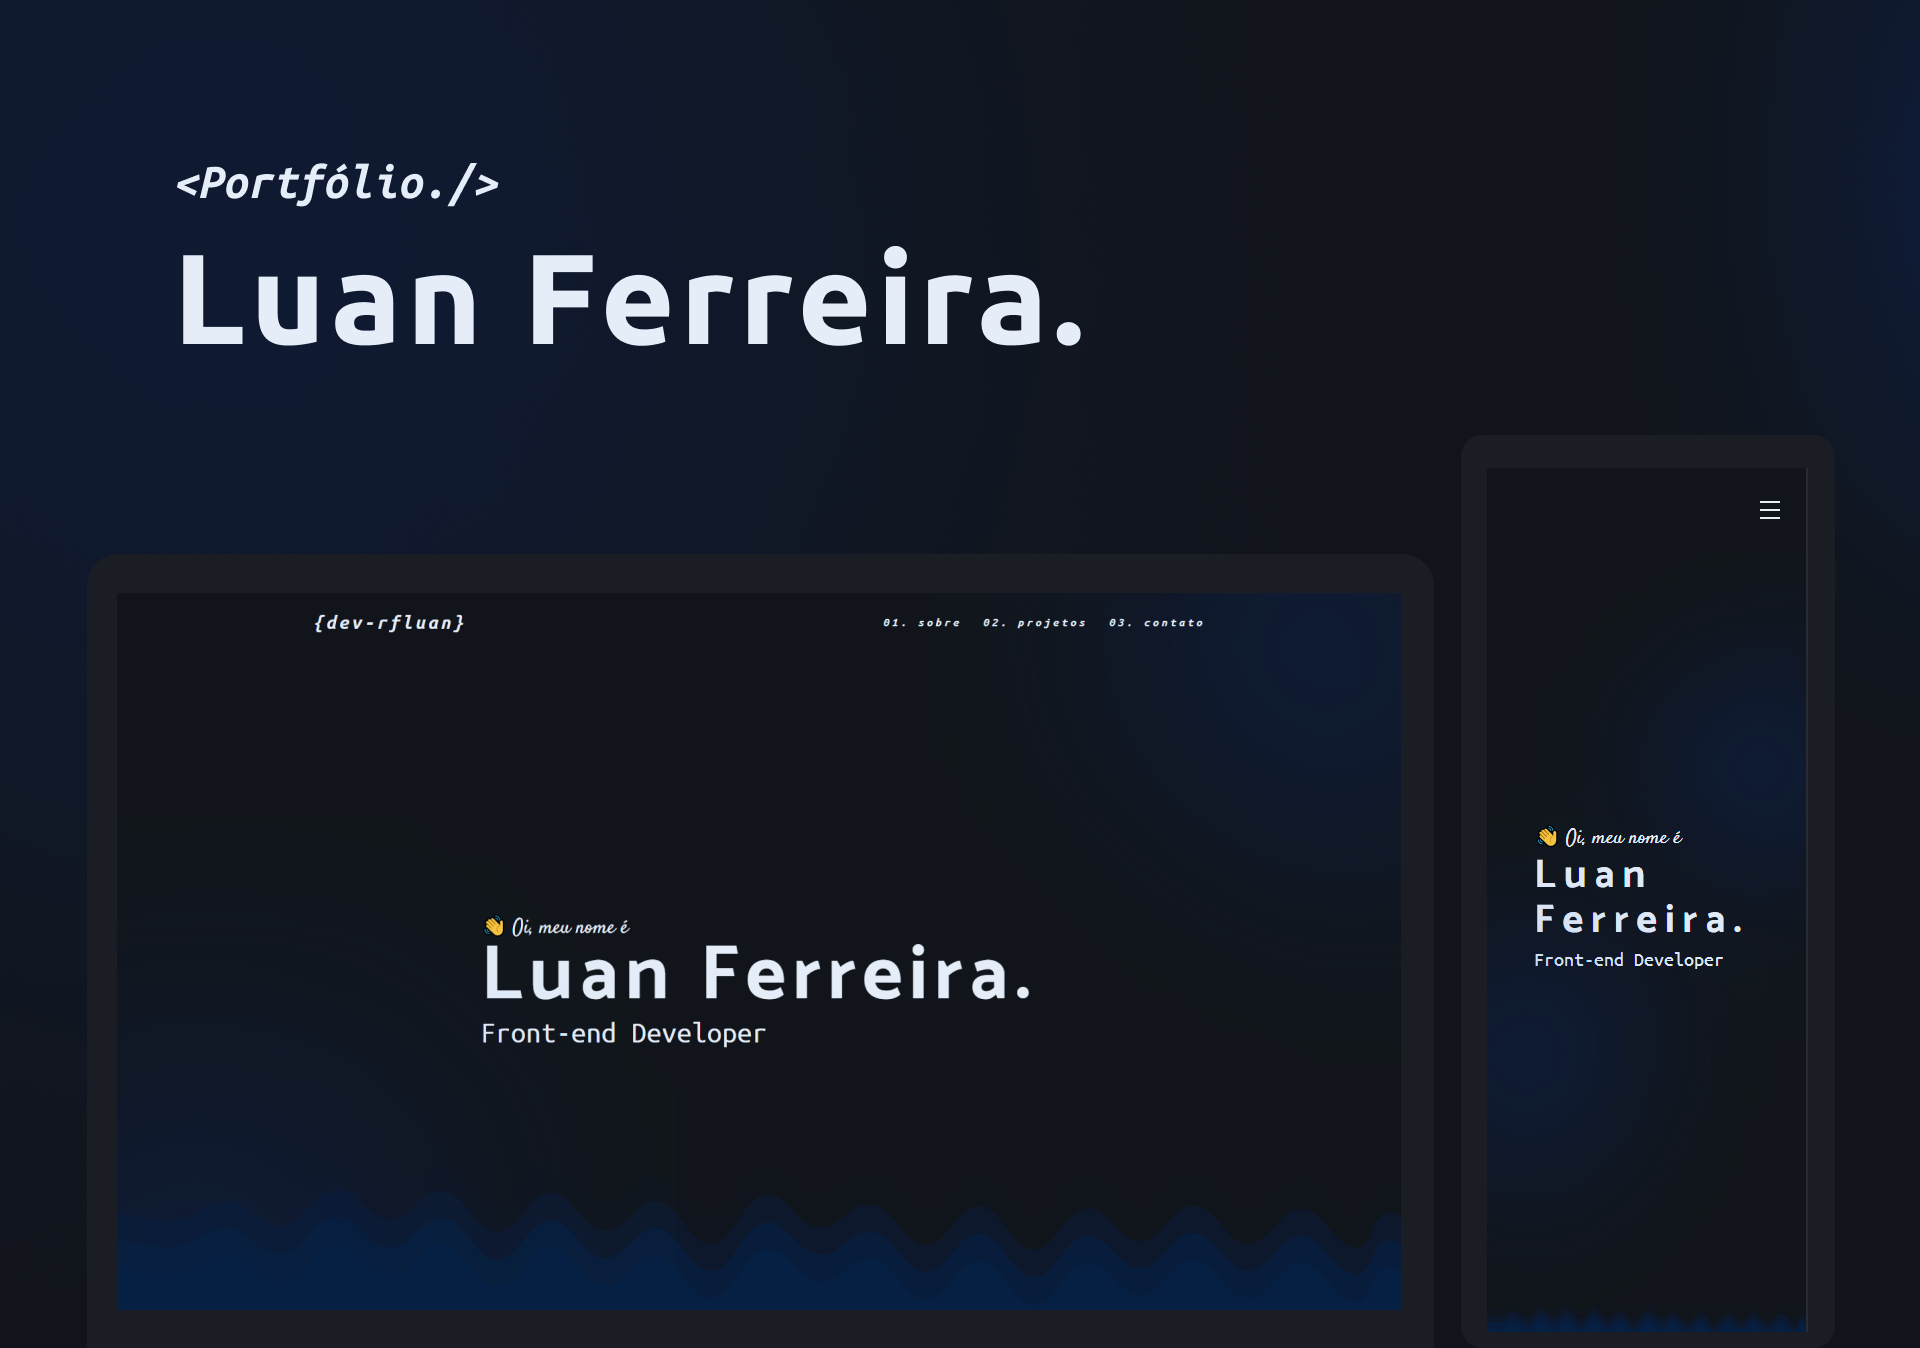 <Portfólio./>
Luan Ferreira.
{dev-rfluan}
01. sobre 02. projetos 03. contato
👋 Oi, meu nome é
Luan Ferreira.
Front-end Developer
👋 Oi, meu nome é
Luan
Ferreira.
Front-end Developer